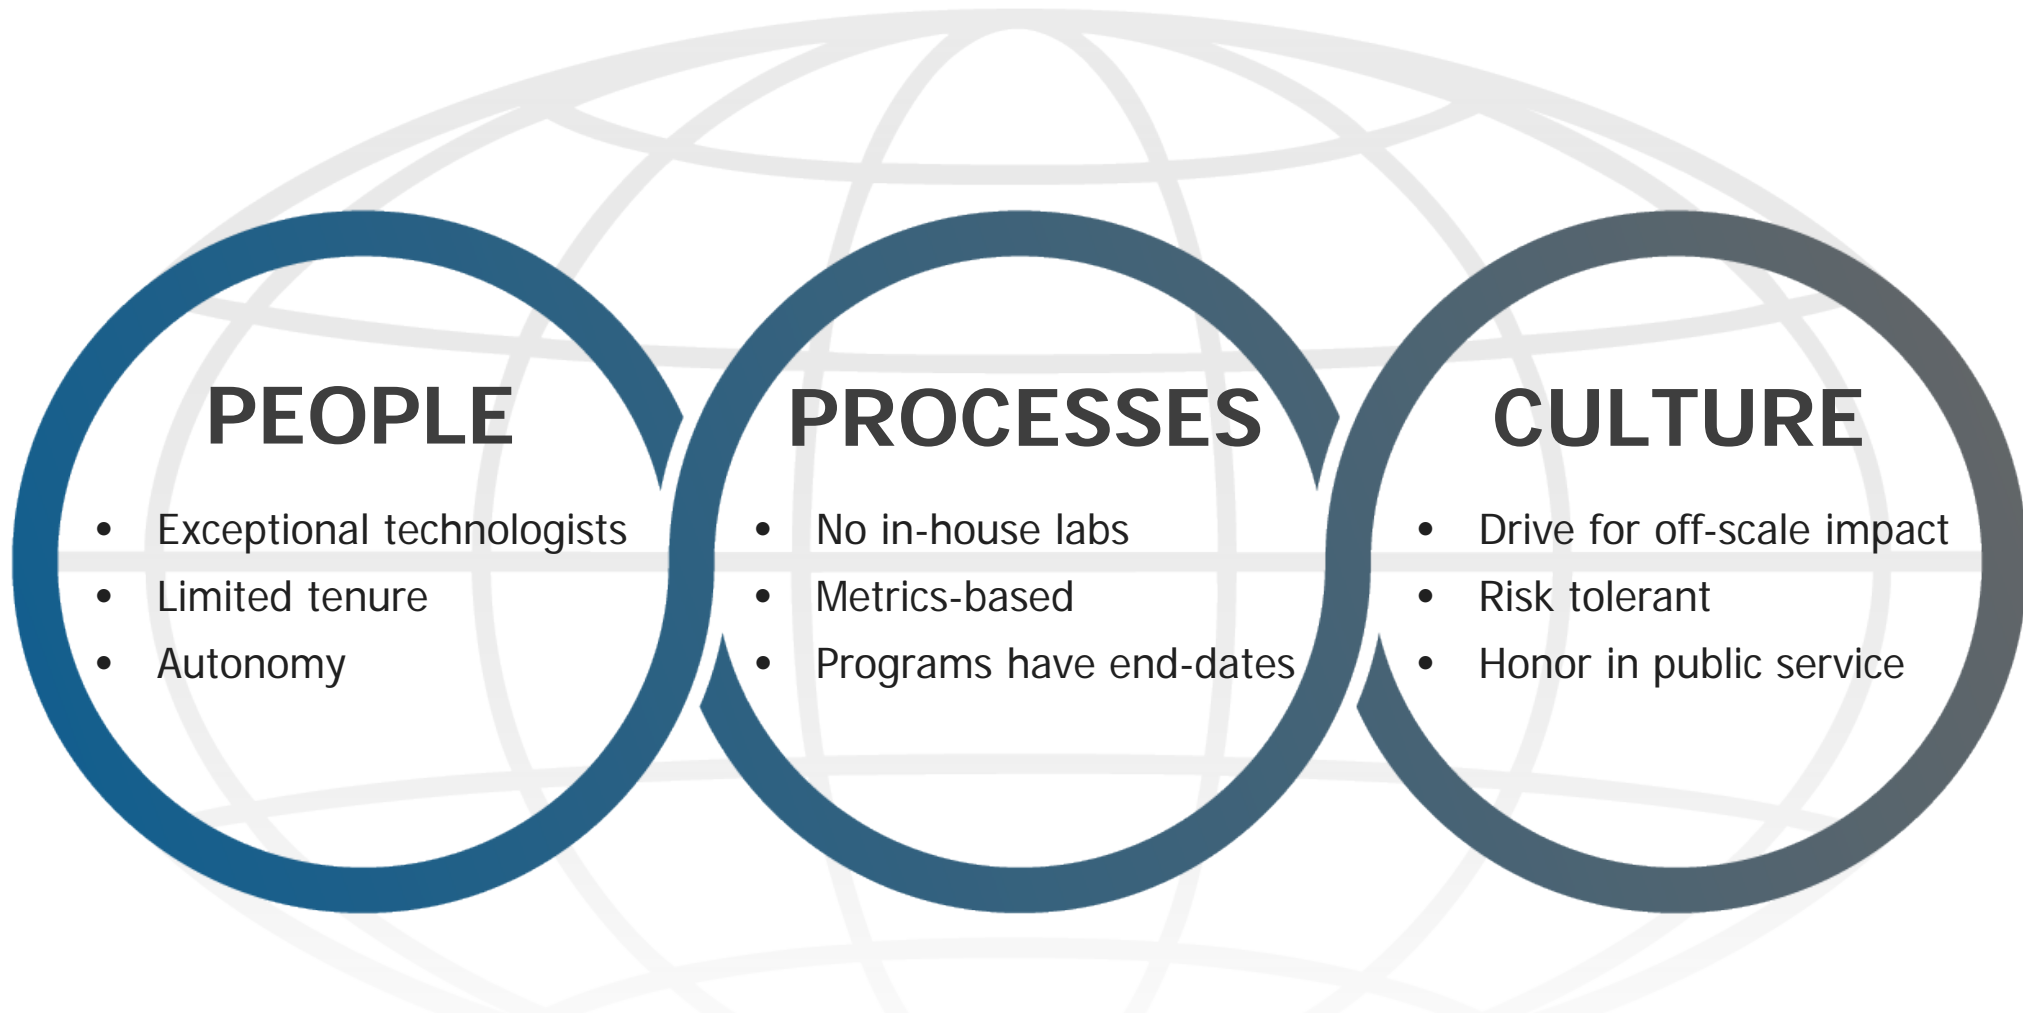 PEOPLE
• Exceptional technologists
• Limited tenure
• Autonomy
PROCESSES
• No in-house labs
• Metrics-based
• Programs have end-dates
CULTURE
• Drive for off-scale impact
• Risk tolerant
• Honor in public service